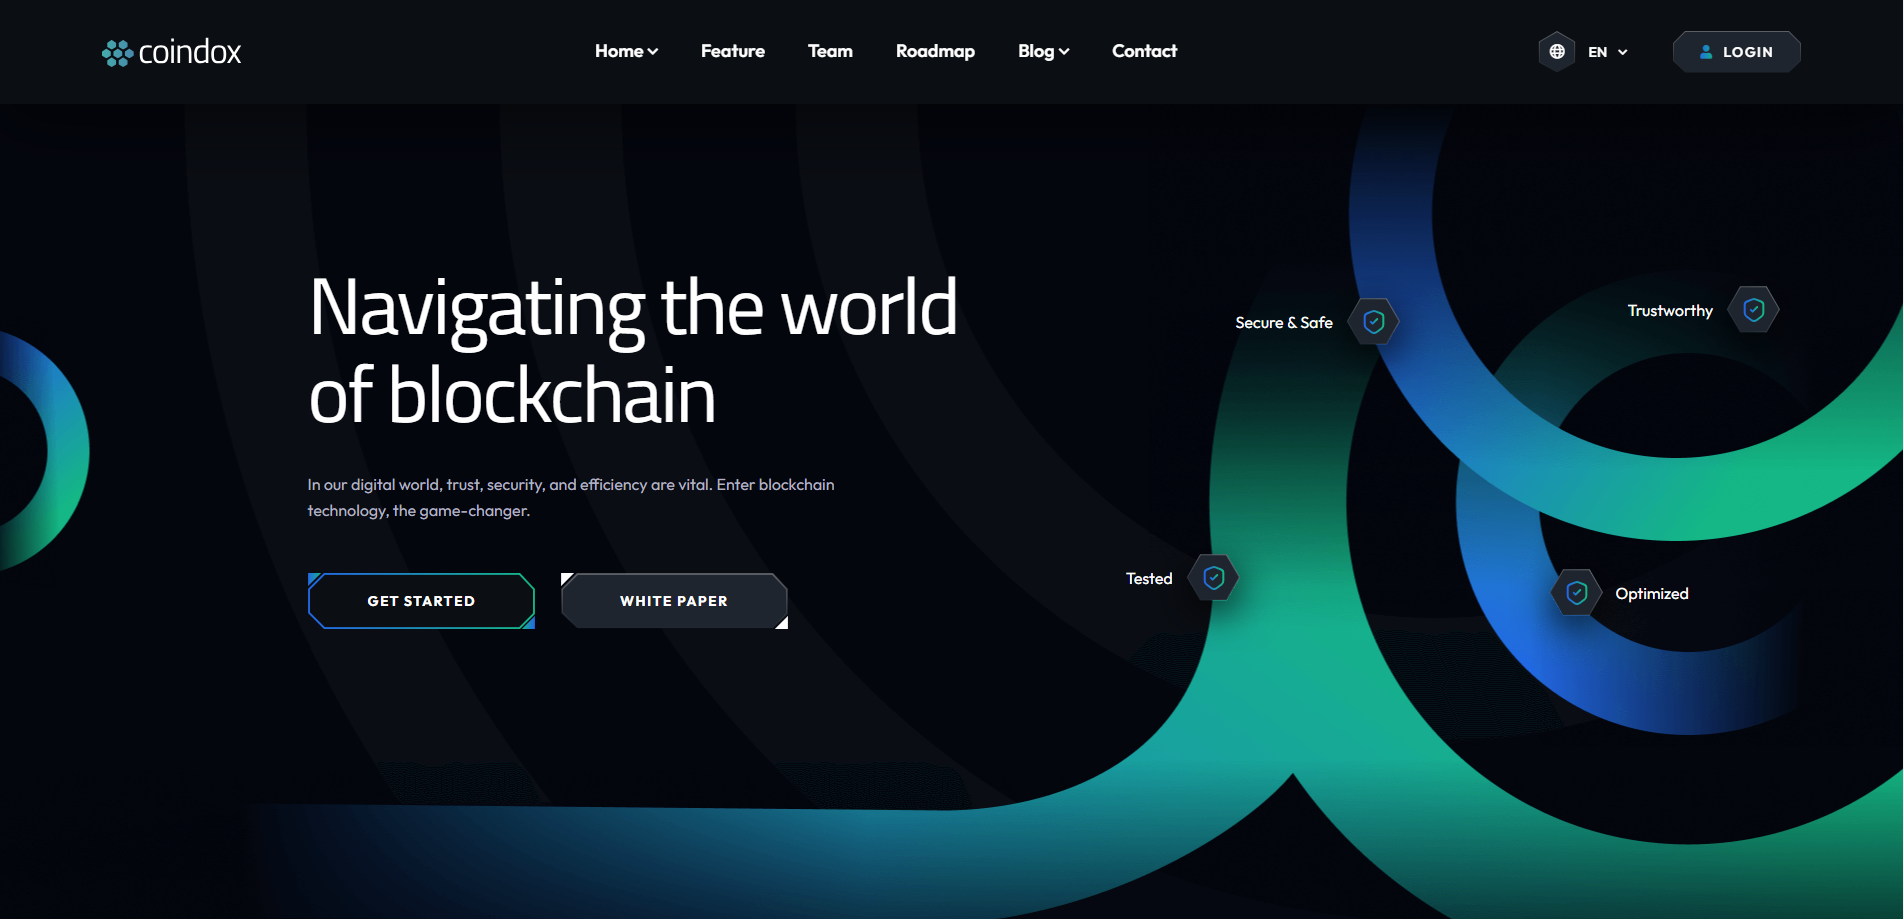 coindox
Home
Feature
Team
Roadmap
Blog
Contact
EN
LOGIN
Navigating the world
of blockchain
In our digital world, trust, security, and efficiency are vital. Enter blockchain
technology, the game-changer.
GET STARTED
WHITE PAPER
Secure & Safe
Trustworthy
Tested
Optimized